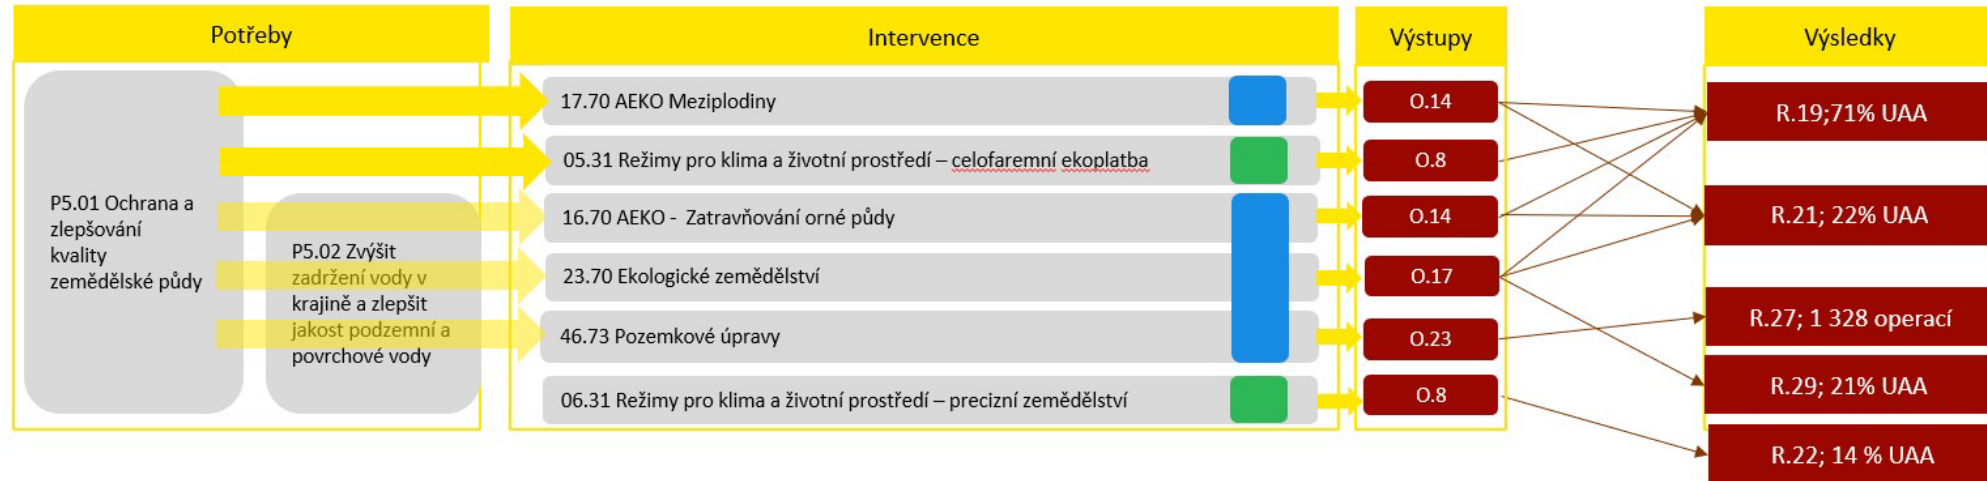 Potřeby
Intervence
Výstupy
Výsledky
P5.01 Ochrana a
zlepšování
kvality
zemědělské půdy
P5.02 Zvýšit
zadržení vody v
krajině a zlepšit
jakost podzemní a
povrchové vody
17.70 AEKO Meziplodiny
05.31 Režimy pro klima a životní prostředí – celofaremní ekoplatba
16.70 AEKO - Zatravňování orné půdy
23.70 Ekologické zemědělství
46.73 Pozemkové úpravy
06.31 Režimy pro klima a životní prostředí – precizní zemědělství
O.14
O.8
O.14
O.17
O.23
O.8
R.19;71% UAA
R.21; 22% UAA
R.27; 1 328 operací
R.29; 21% UAA
R.22; 14 % UAA